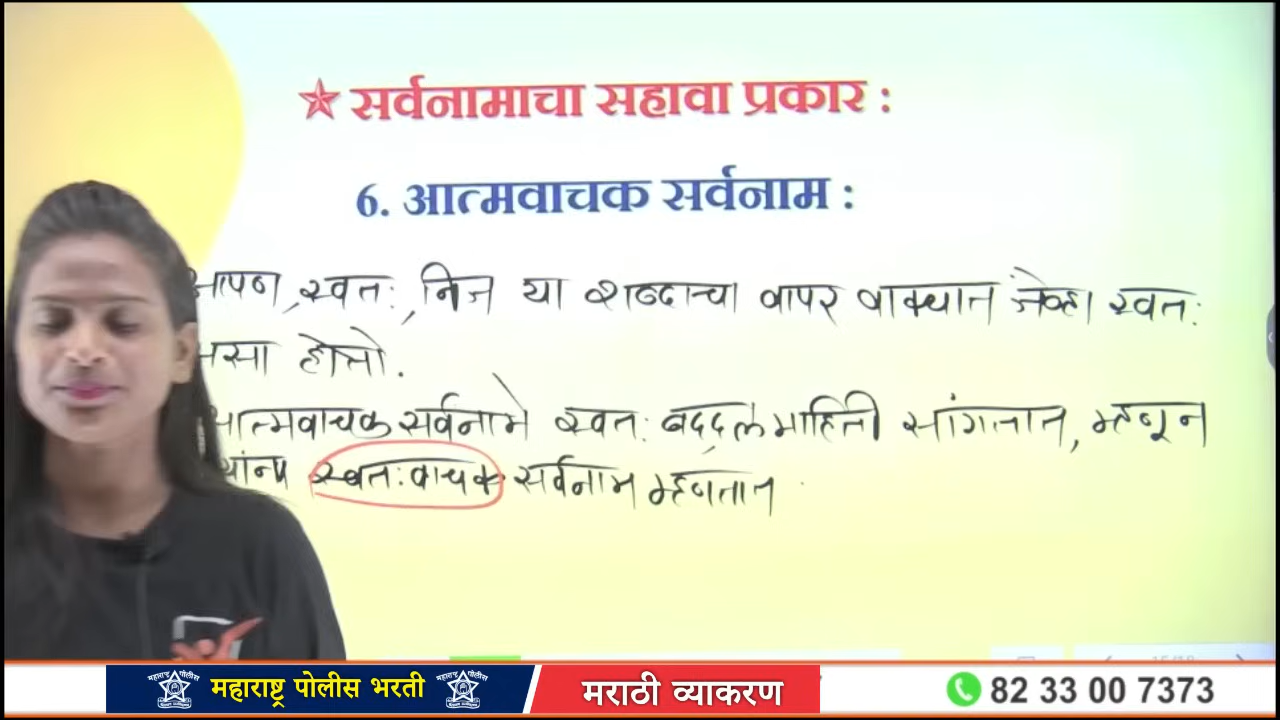 सर्वनामाचा सहावा प्रकार :
6. आत्मवाचक सर्वनाम :
आपण, स्वतः, निज या शब्दाचा वापर वाक्यात जेव्हा स्वतः
असा होतो.
आत्मवाचक सर्वनामे स्वतः बद्दल माहिती सांगतात, म्हणून
स्वतःवाचक सर्वनाम म्हणतात
महाराष्ट्र पोलीस भरती
मराठी व्याकरण
82 33 00 7373